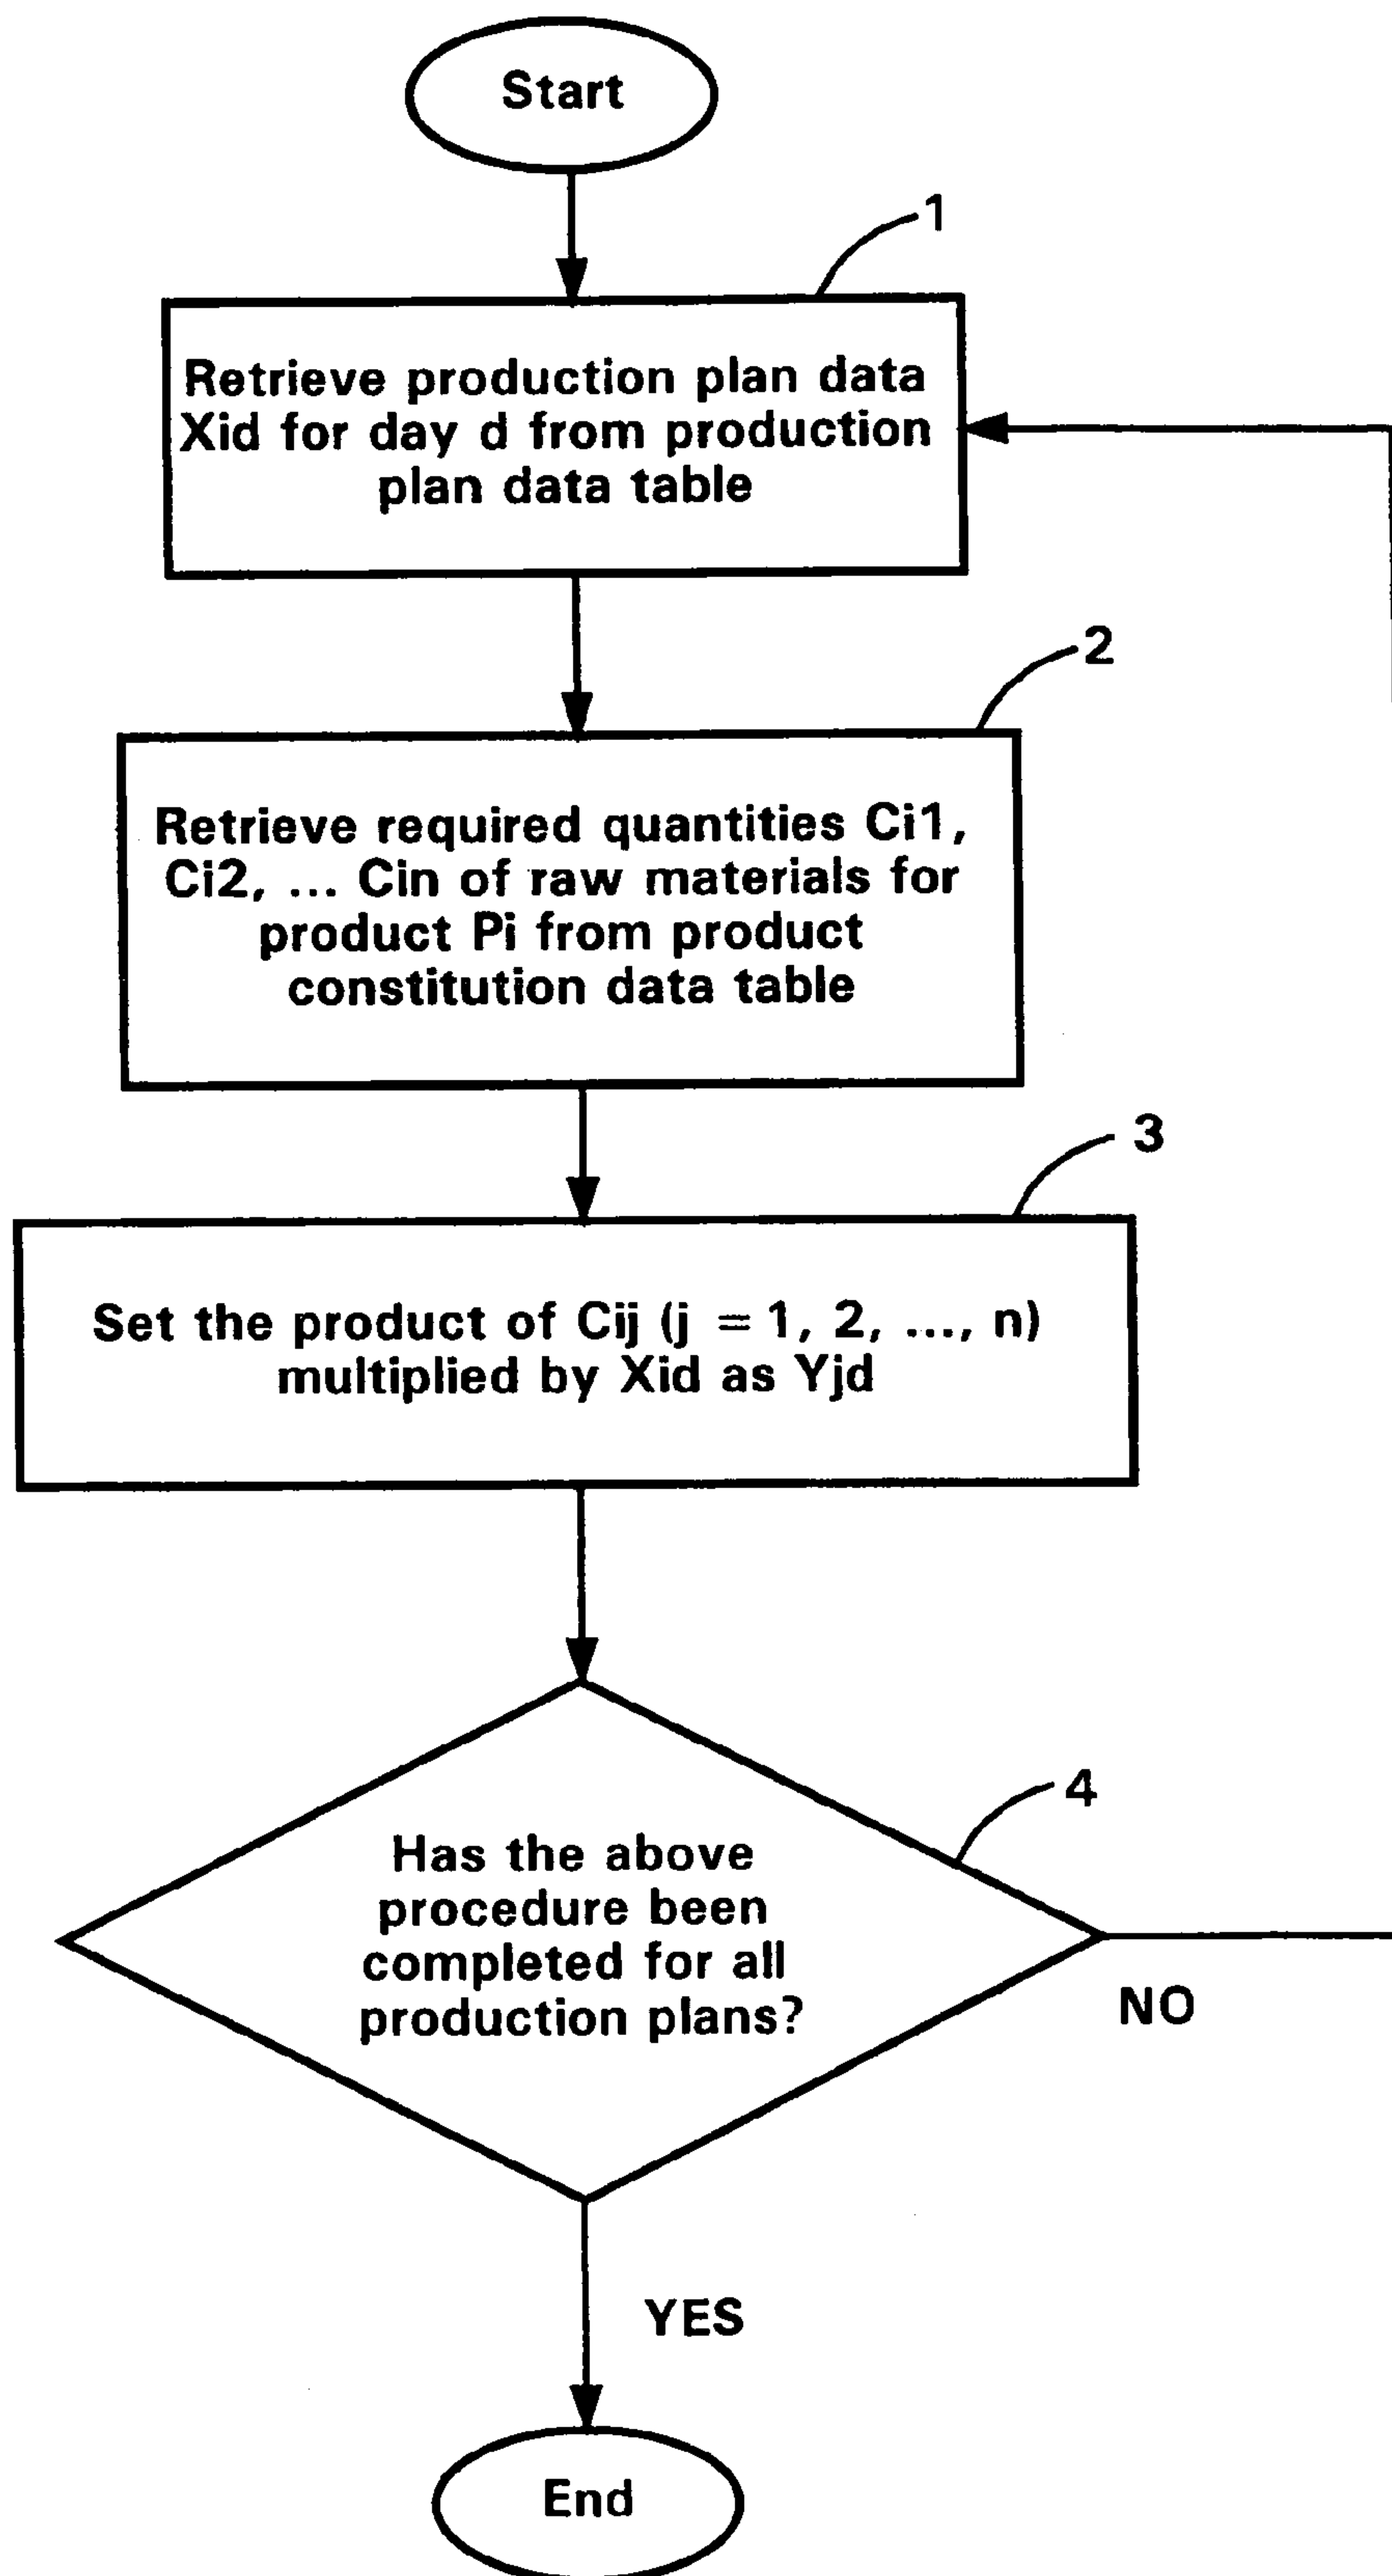 Start
1
Retrieve production plan data
Xid for day d from production
plan data table
2
Retrieve required quantities Ci1,
Ci2, ... Cin of raw materials for
product Pi from product
constitution data table
3
Set the product of Cij (j = 1, 2, ..., n)
multiplied by Xid as Yjd
4
Has the above
procedure been
completed for all
production plans?
NO
YES
End